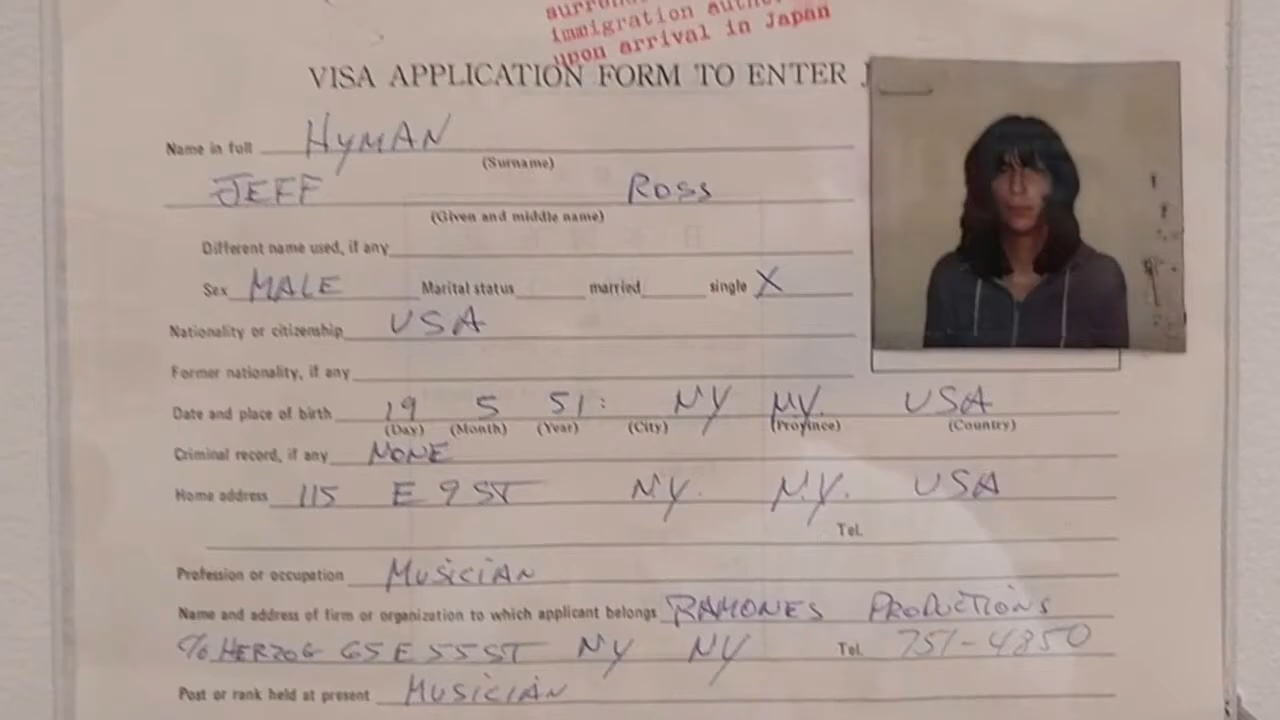 immigration
upon arrival in Japan
VISA APPLICATION FORM TO ENTER
Name in full HYMAN
(Surname)
JEFF ROSS
(Given and middle name)
Different name used, if any
Sex MALE Marital status married single X
Nationality or citizenship USA
Former nationality, if any
Date and place of birth 19 5 51: NY NY. USA
(Day) (Month) (Year) (City) (Province) (Country)
Criminal record, if any NONE
Home address 115 E 9 ST N.Y. N.Y. USA
Tel.
Profession or occupation MUSICIAN
Name and address of firm or organization to which applicant belongs RAMONES PRODUCTIONS
c/o HERZOG 65 E 55 ST NY NY Tel. 751-4850
Post or rank held at present MUSICIAN